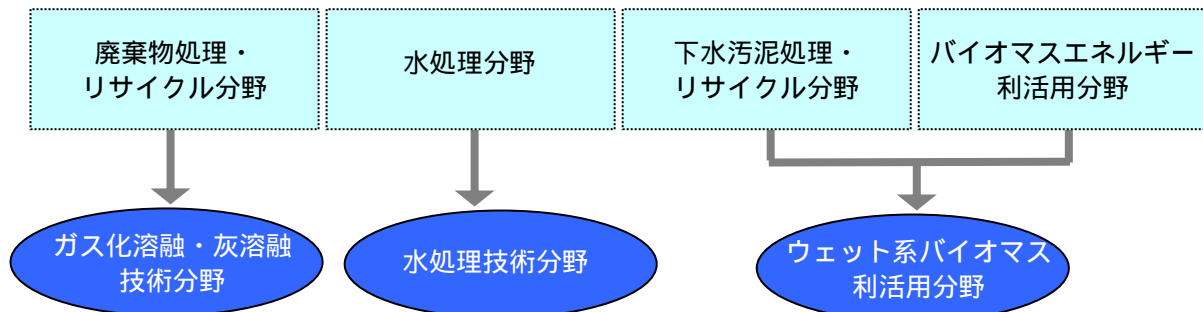 廃棄物処理・
リサイクル分野
水処理分野
下水汚泥処理・
リサイクル分野
バイオマスエネルギー
利活用分野
ガス化溶融・灰溶融
技術分野
水処理技術分野
ウェット系バイオマス
利活用分野